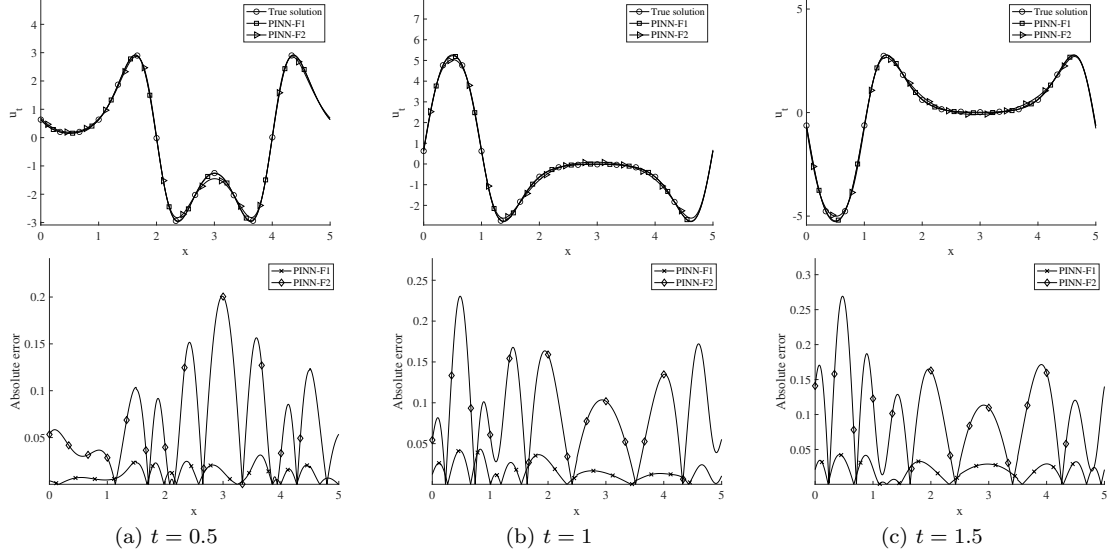 True solution
PINN-F1
PINN-F2
4
3
2
1
0
-1
-2
-3
u_t
0 1 2 3 4 5
x
True solution
PINN-F1
PINN-F2
7
6
5
4
3
2
1
0
-1
-2
-3
u_t
0 1 2 3 4 5
x
True solution
PINN-F1
PINN-F2
5
0
-5
u_t
0 1 2 3 4 5
x
PINN-F1
PINN-F2
0.2
0.15
0.1
0.05
Absolute error
0 1 2 3 4 5
x
PINN-F1
PINN-F2
0.25
0.2
0.15
0.1
0.05
Absolute error
0 1 2 3 4 5
x
PINN-F1
PINN-F2
0.3
0.25
0.2
0.15
0.1
0.05
Absolute error
0 1 2 3 4 5
x
(a) t = 0.5
(b) t = 1
(c) t = 1.5